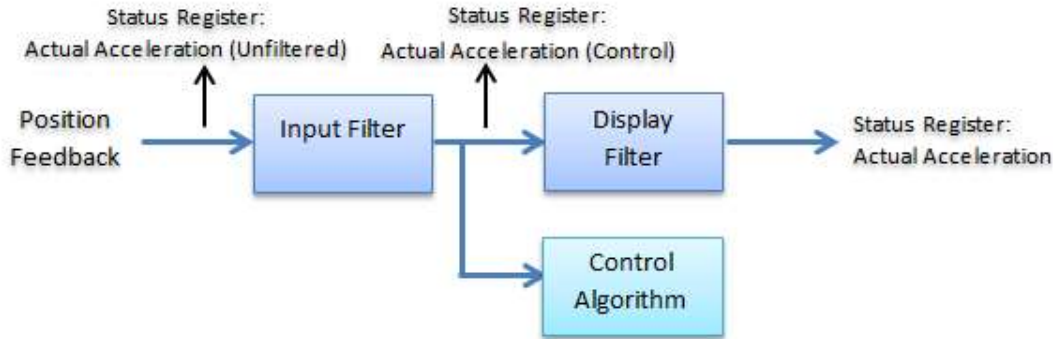 Status Register:
Actual Acceleration (Unfiltered)
Status Register:
Actual Acceleration (Control)
Position
Feedback
Input Filter
Display
Filter
Status Register:
Actual Acceleration
Control
Algorithm